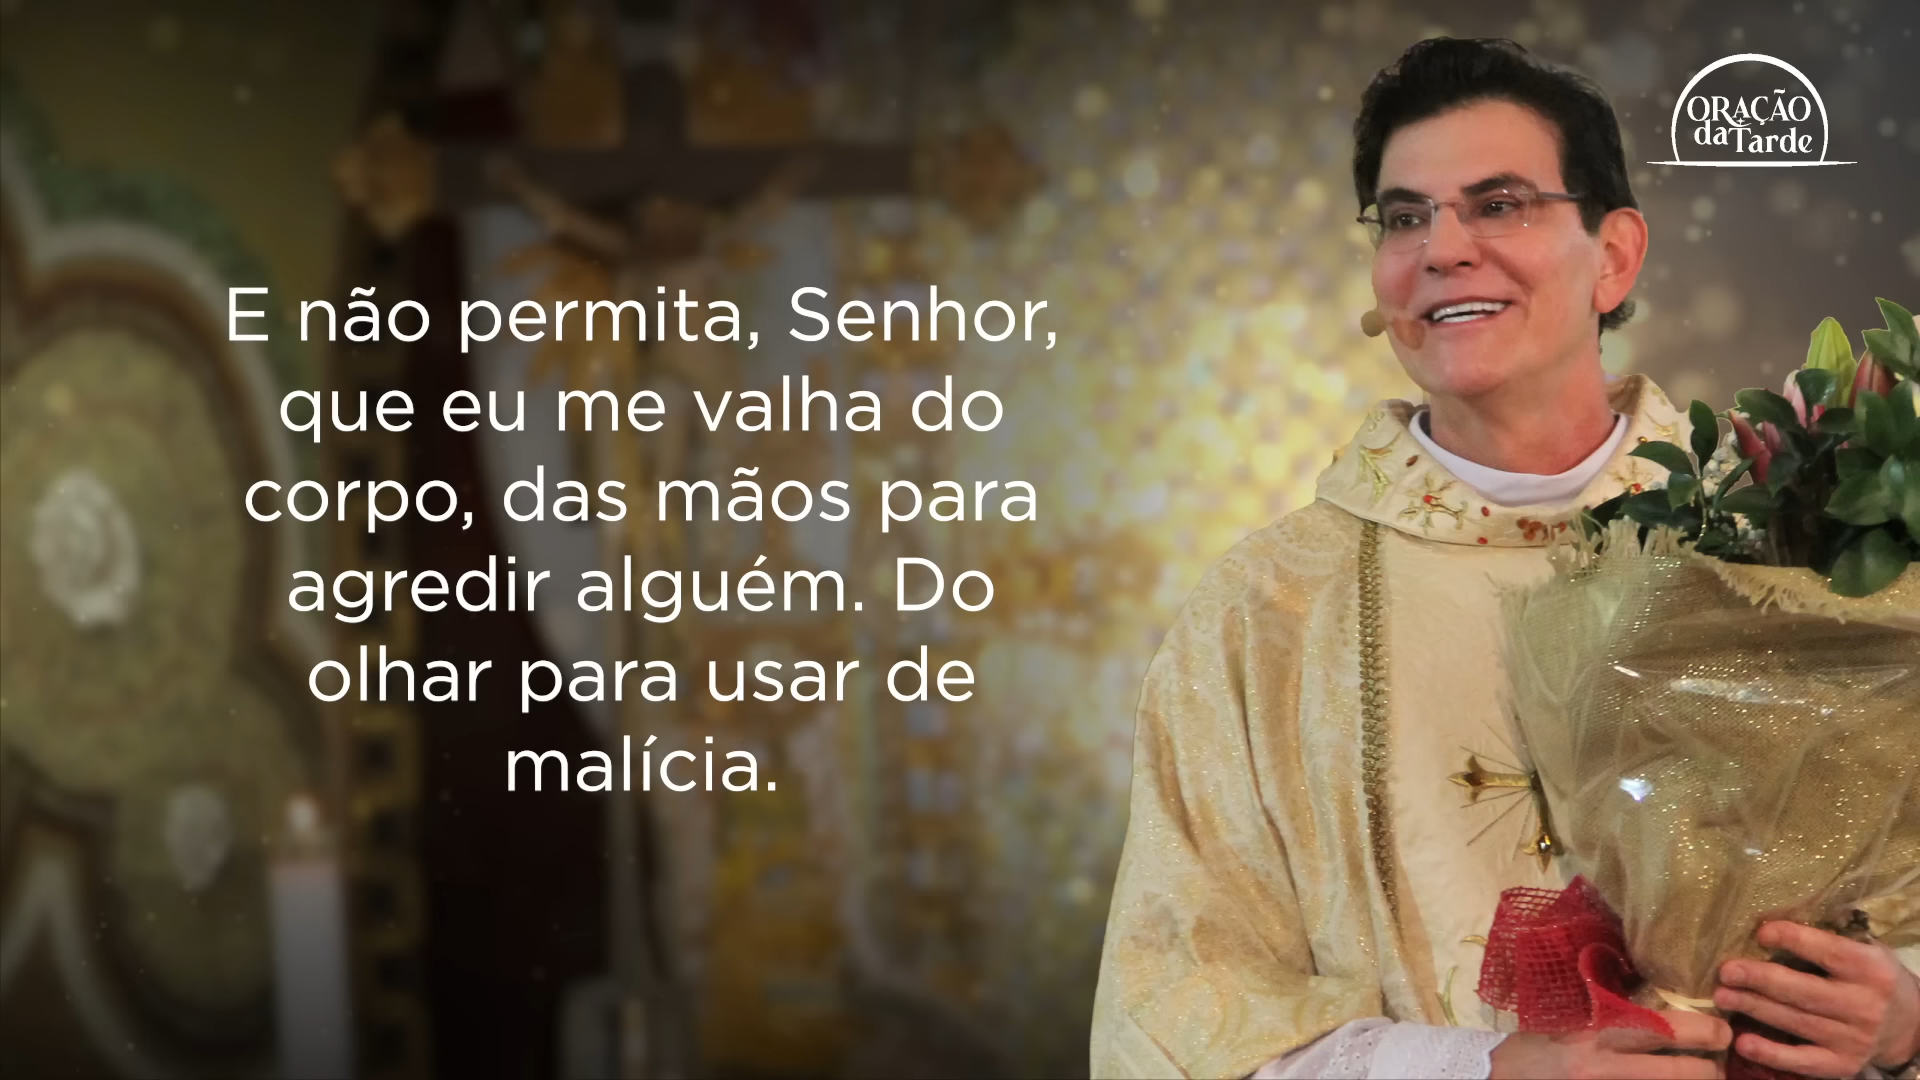 ORAÇÃO
da Tarde
E não permita, Senhor,
que eu me valha do
corpo, das mãos para
agredir alguém. Do
olhar para usar de
malícia.